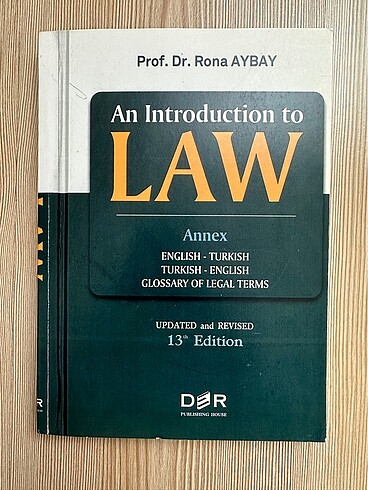 Prof. Dr. Rona AYBAY
An Introduction to
LAW
Annex
ENGLISH - TURKISH
TURKISH - ENGLISH
GLOSSARY OF LEGAL TERMS
UPDATED and REVISED
13th Edition
DER
PUBLISHING HOUSE